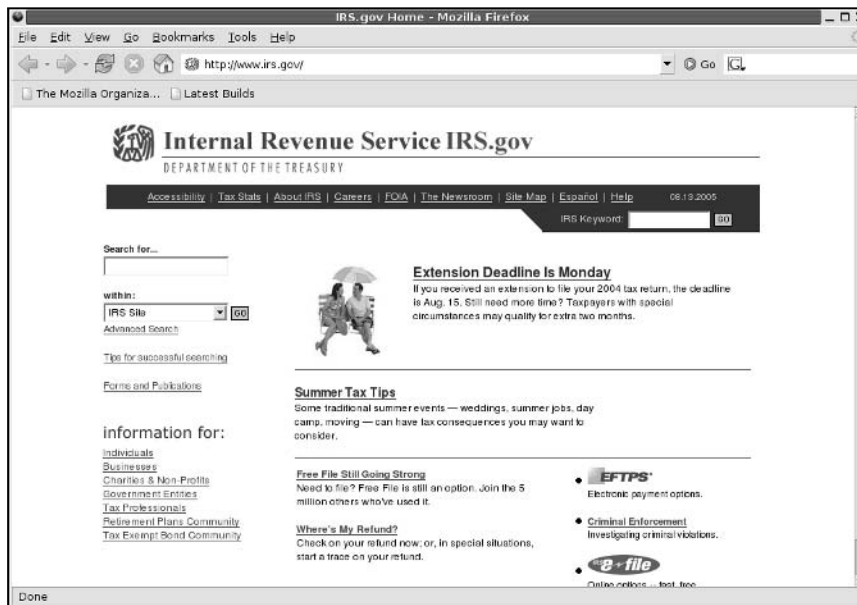 IRS.gov Home - Mozilla Firefox
File Edit View Go Bookmarks Tools Help
http://www.irs.gov/ Go
The Mozilla Organiza... Latest Builds
Internal Revenue Service IRS.gov
DEPARTMENT OF THE TREASURY
Accessibility | Tax Stats | About IRS | Careers | FOIA | The Newsroom | Site Map | Español | Help 08.13.2005
IRS Keyword: GO
Search for...
within:
IRS Site GO
Advanced Search
Tips for successful searching
Forms and Publications
information for:
Individuals
Businesses
Charities & Non-Profits
Government Entities
Tax Professionals
Retirement Plans Community
Tax Exempt Bond Community
Extension Deadline Is Monday
If you received an extension to file your 2004 tax return, the deadline
is Aug. 15. Still need more time? Taxpayers with special
circumstances may qualify for extra two months.
Summer Tax Tips
Some traditional summer events — weddings, summer jobs, day
camp, moving — can have tax consequences you may want to
consider.
Free File Still Going Strong
Need to file? Free File is still an option. Join the 5
million others who've used it.
Where's My Refund?
Check on your refund now; or, in special situations,
start a trace on your refund.
EFTPS
Electronic payment options.
Criminal Enforcement
Investigating criminal violations.
e-file
Online options -- fast, free
Done